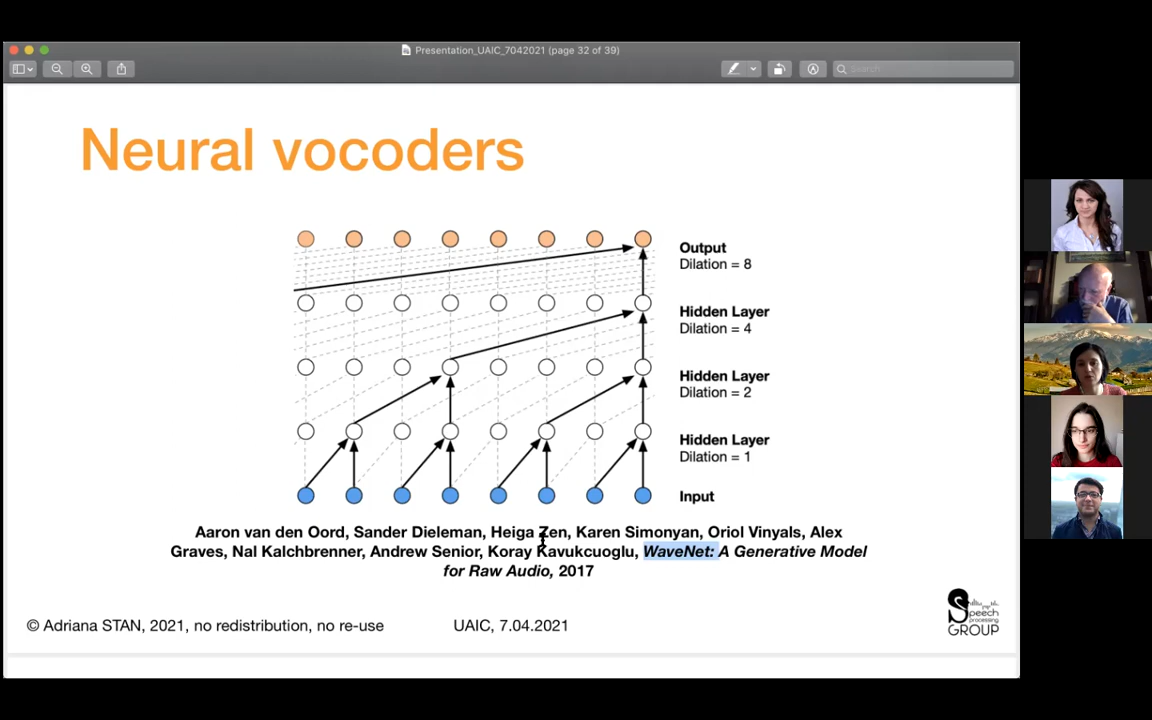 Presentation_UAIC_7042021 (page 32 of 39)
Search
Neural vocoders
Output
Dilation = 8
Hidden Layer
Dilation = 4
Hidden Layer
Dilation = 2
Hidden Layer
Dilation = 1
Input
Aaron van den Oord, Sander Dieleman, Heiga Zen, Karen Simonyan, Oriol Vinyals, Alex
Graves, Nal Kalchbrenner, Andrew Senior, Koray Kavukcuoglu, WaveNet: A Generative Model
for Raw Audio, 2017
© Adriana STAN, 2021, no redistribution, no re-use
UAIC, 7.04.2021
Speech
processing
GROUP